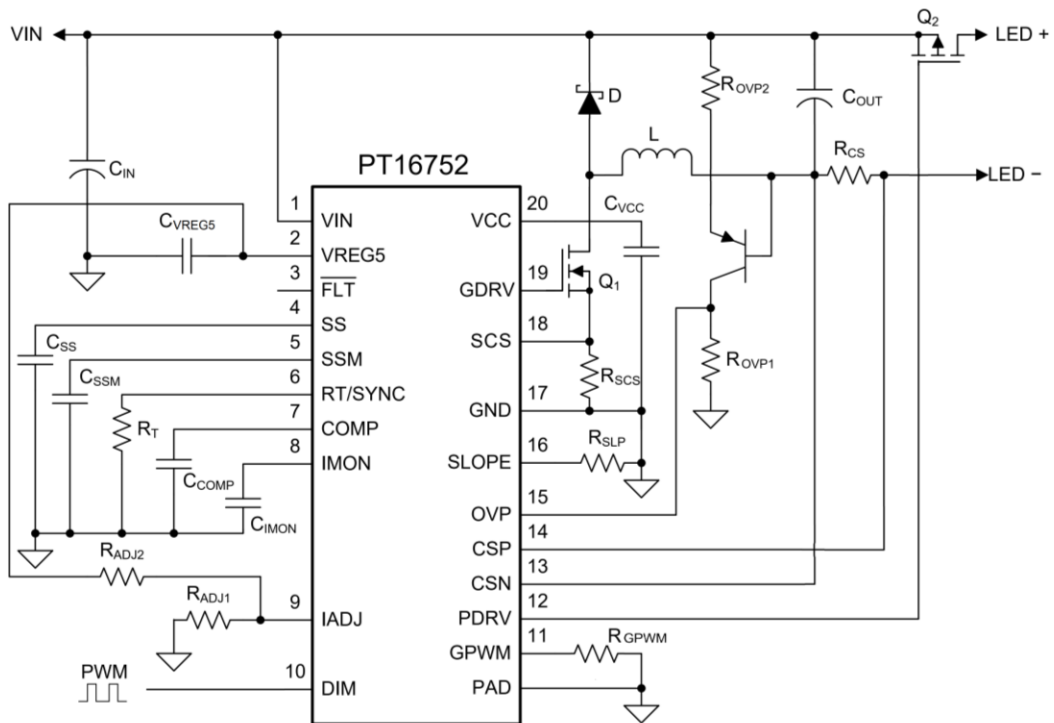 Q2
VIN
LED +
ROVP2
D
COUT
L
RCS
CIN
PT16752
LED −
1
VIN
CVREG5
2
VREG5
3
FLT
4
SS
CSS
5
SSM
CSSM
6
RT/SYNC
RT
7
COMP
8
IMON
CCOMP
CIMON
RADJ2
RADJ1
9
IADJ
PWM
10
DIM
20
VCC
CVCC
19
GDRV
Q1
18
SCS
RSCS
ROVP1
17
GND
16
SLOPE
RSLP
15
OVP
14
CSP
13
CSN
12
PDRV
11
GPWM
RGPWM
PAD